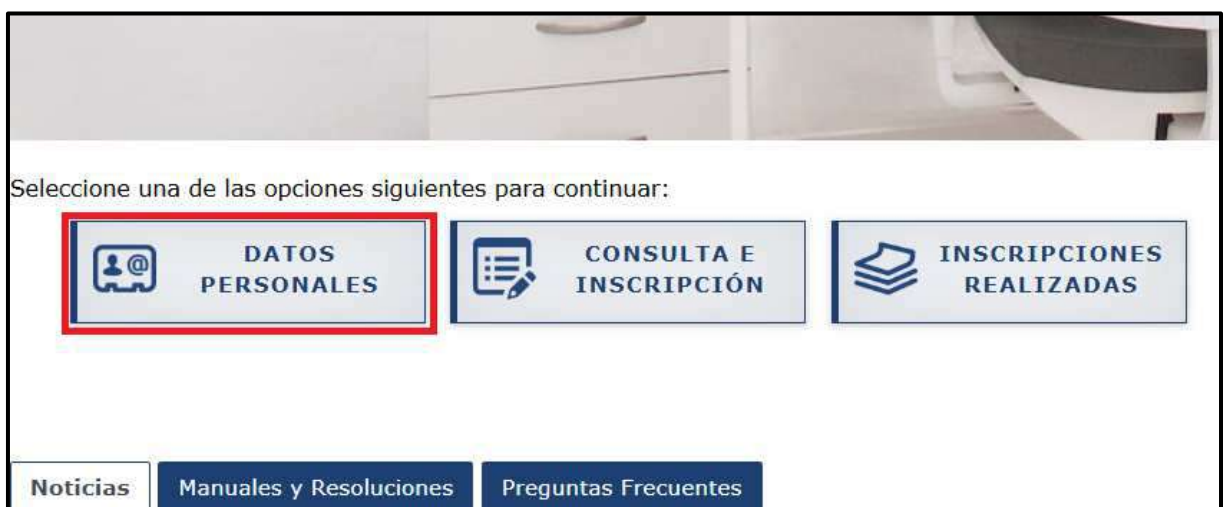 Seleccione una de las opciones siguientes para continuar:
DATOS
PERSONALES
CONSULTA E
INSCRIPCIÓN
INSCRIPCIONES
REALIZADAS
Noticias
Manuales y Resoluciones
Preguntas Frecuentes